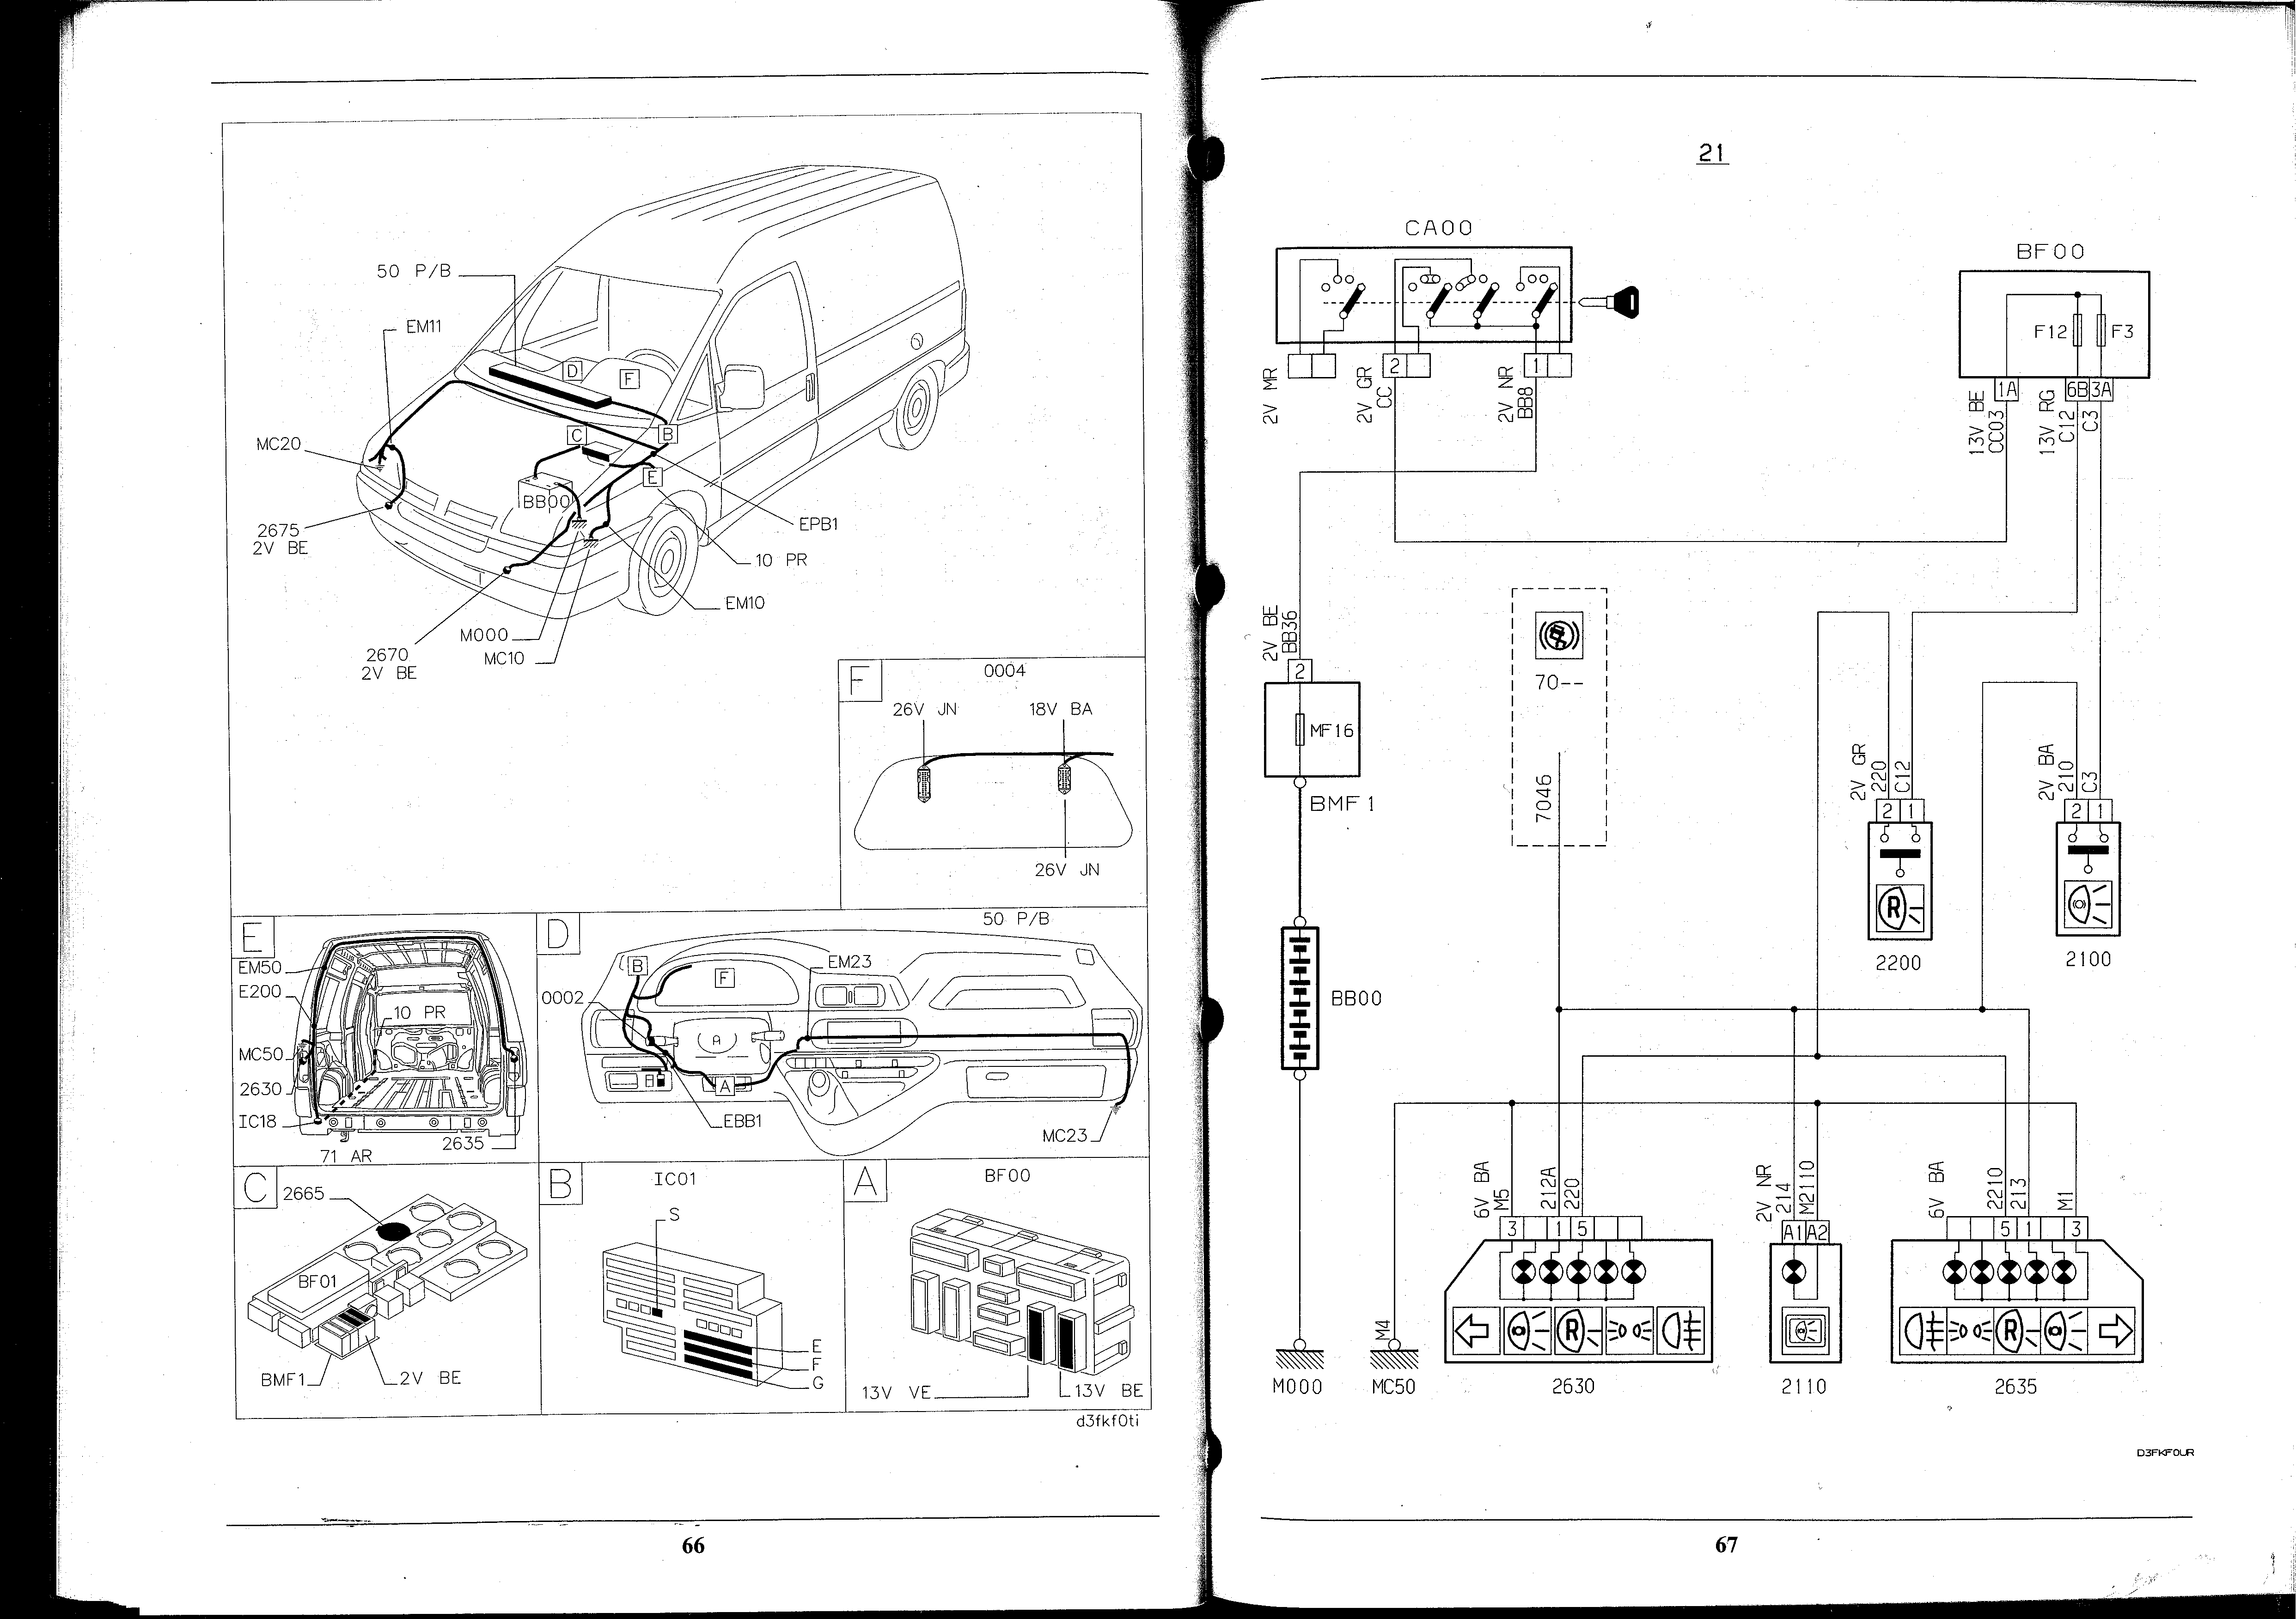 50 P/B
EM11
D
F
MC20
C
B
E
BB00
2675
2V BE
EPB1
10 PR
EM10
M000
MC10
2670
2V BE
F
0004
26V JN
18V BA
26V JN
E
EM50
E200
10 PR
MC50
2630
IC18
2635
71 AR
D
50 P/B
B
F
EM23
0002
A
A
EBB1
MC23
C
2665
BF01
BMF1
2V BE
B
IC01
S
E
F
G
A
BF00
13V VE
13V BE
d3fkf0ti
66
21
CA00
BF00
F12
F3
2V MR
2
2V GR
CC
1
2V NR
BB8
1A
6B
3A
13V BE
CC03
13V RG
C12
C3
2V BE
BB36
2
MF16
BMF1
70--
7046
2V GR
220
C12
2
1
R
2200
2V BA
210
C3
2
1
2100
BB00
6V BA
M5
212A
220
3
1
5
R
2630
2V NR
214
M2110
A1
A2
2110
6V BA
2210
213
M1
5
1
3
R
2635
M4
M000
MC50
D3FKF0UR
67